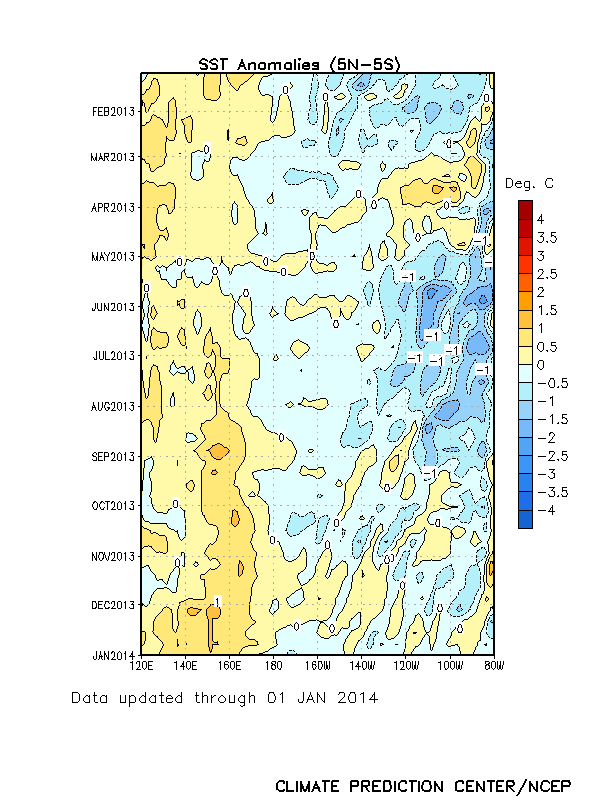 SST Anomalies (5N-5S)
FEB2013
MAR2013
APR2013
MAY2013
JUN2013
JUL2013
AUG2013
SEP2013
OCT2013
NOV2013
DEC2013
JAN2014
120E 140E 160E 180 160W 140W 120W 100W 80W
Deg. C
4
3.5
3
2.5
2
1.5
1
0.5
0
-0.5
-1
-1.5
-2
-2.5
-3
-3.5
-4
Data updated through 01 JAN 2014
CLIMATE PREDICTION CENTER/NCEP